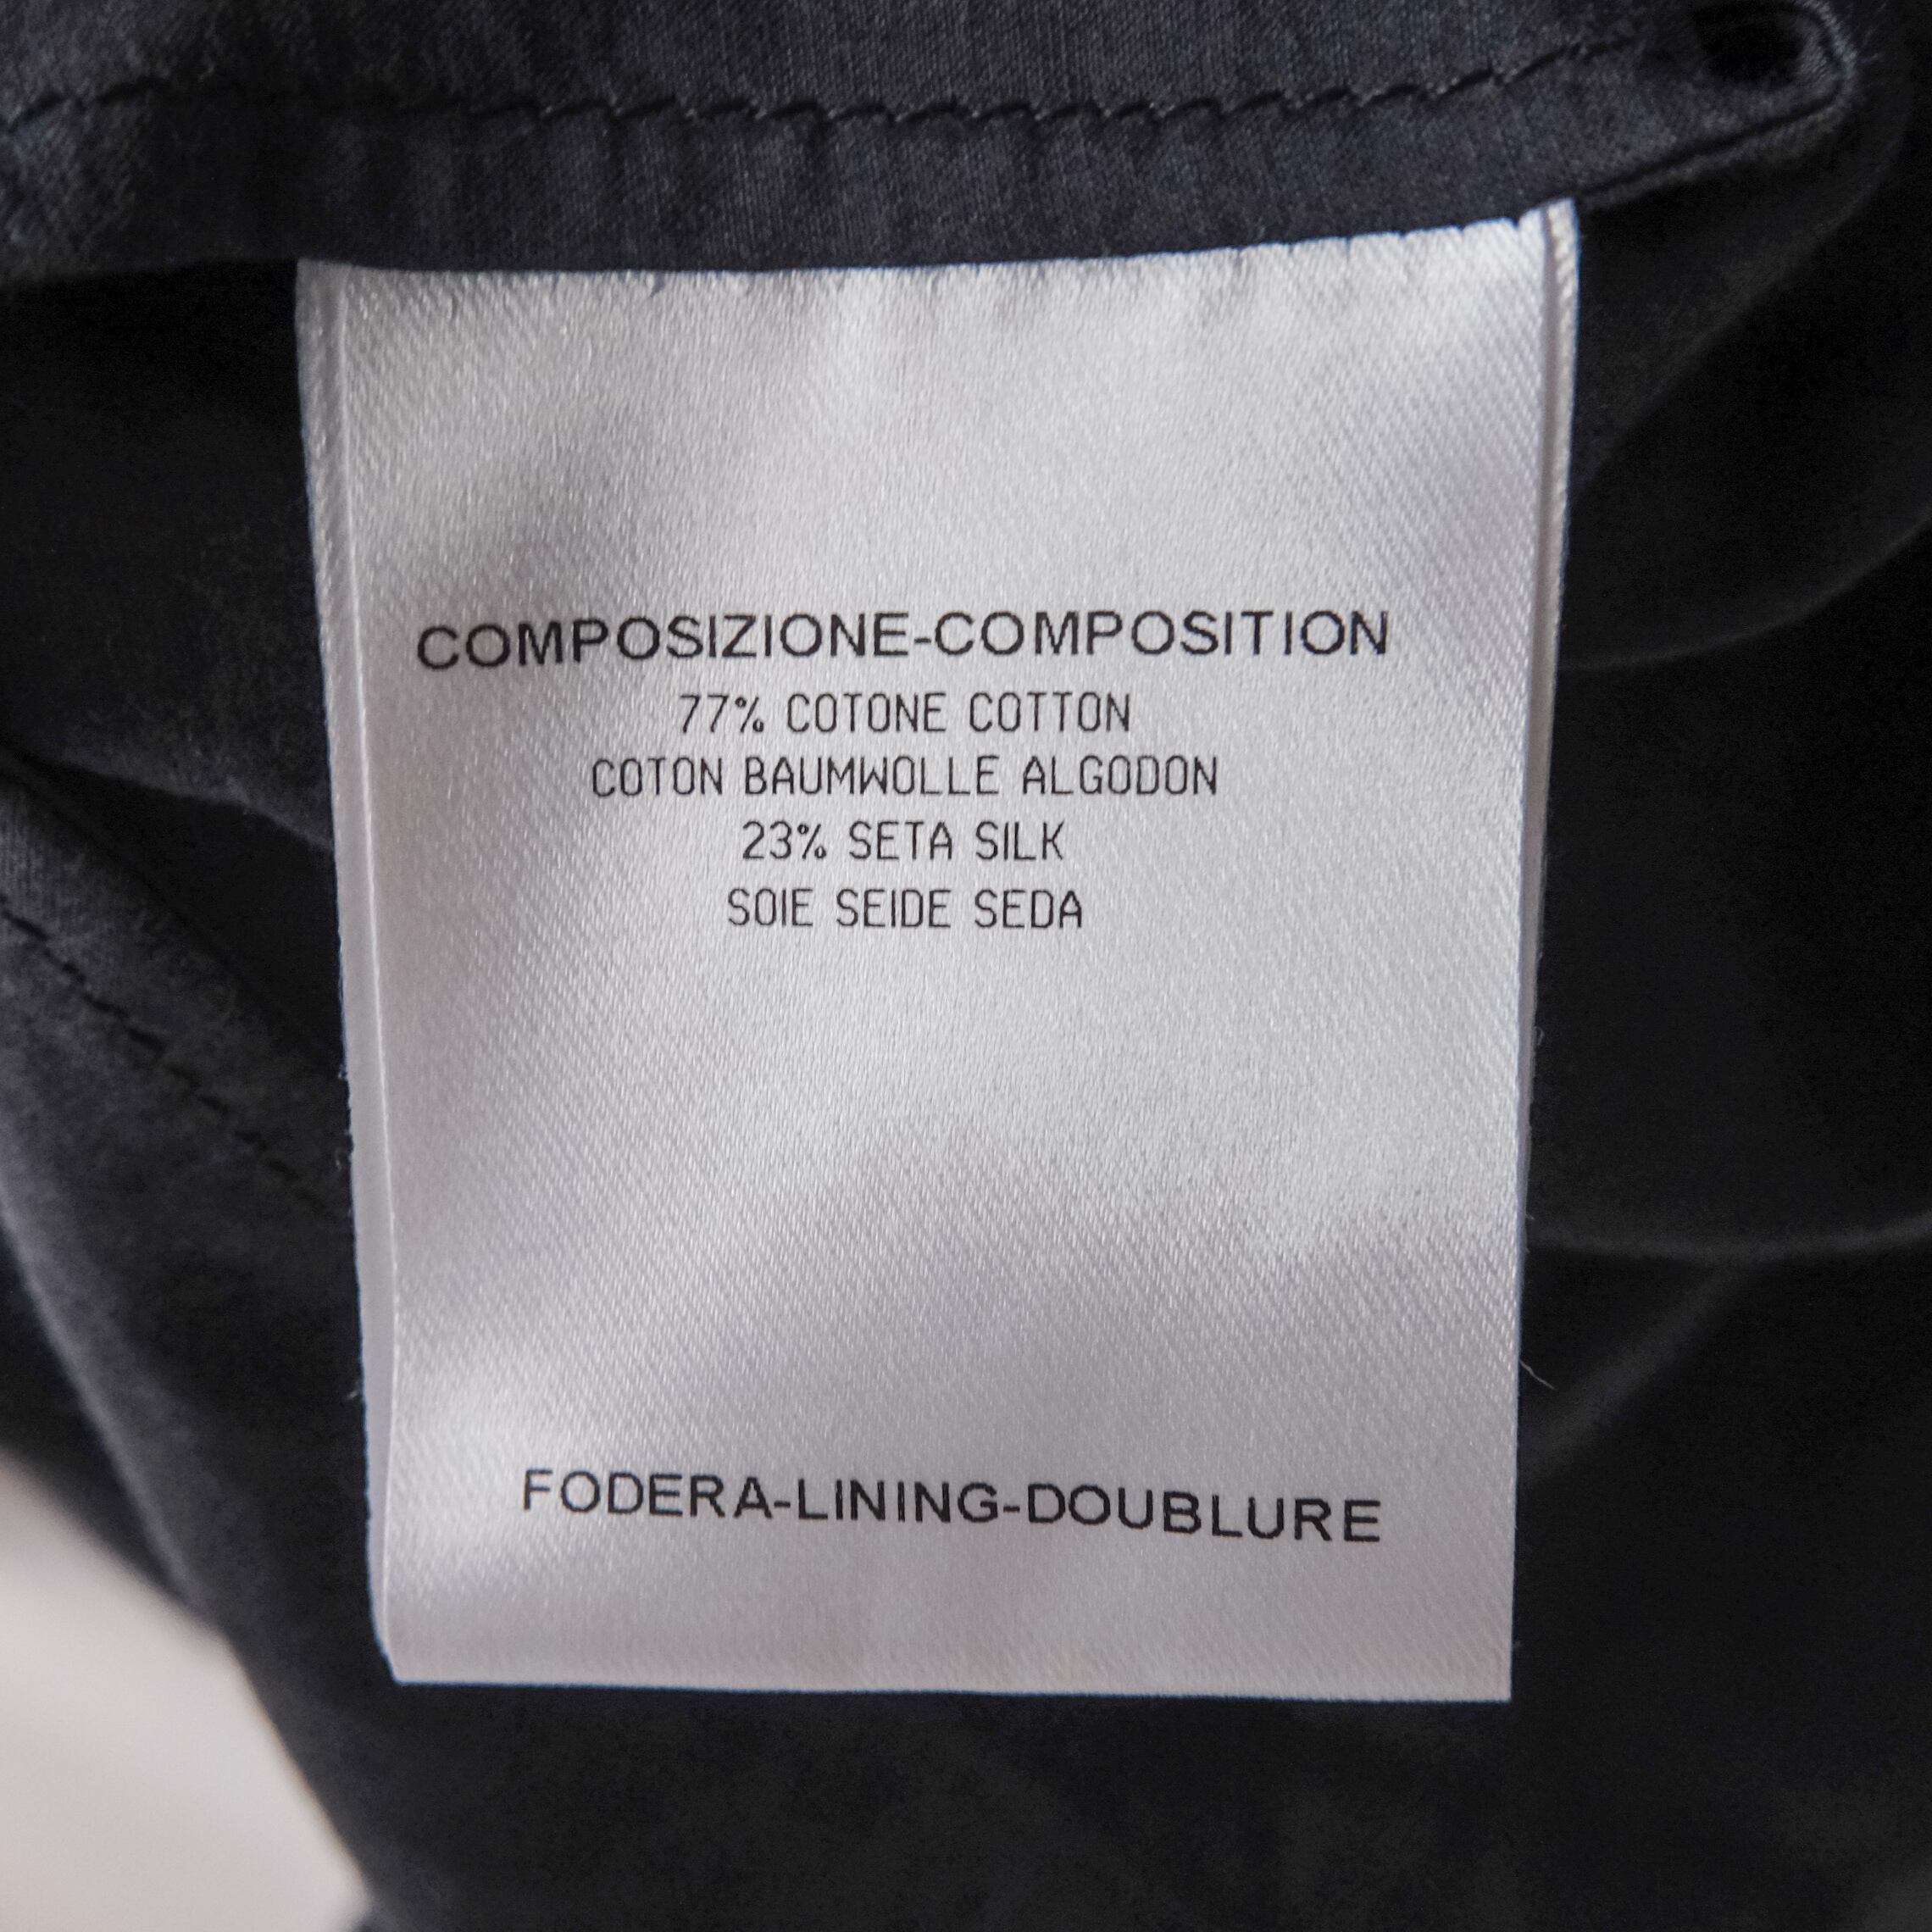 COMPOSIZIONE-COMPOSITION
77% COTONE COTTON
COTON BAUMWOLLE ALGODON
23% SETA SILK
SOIE SEIDE SEDA
FODERA-LINING-DOUBLURE